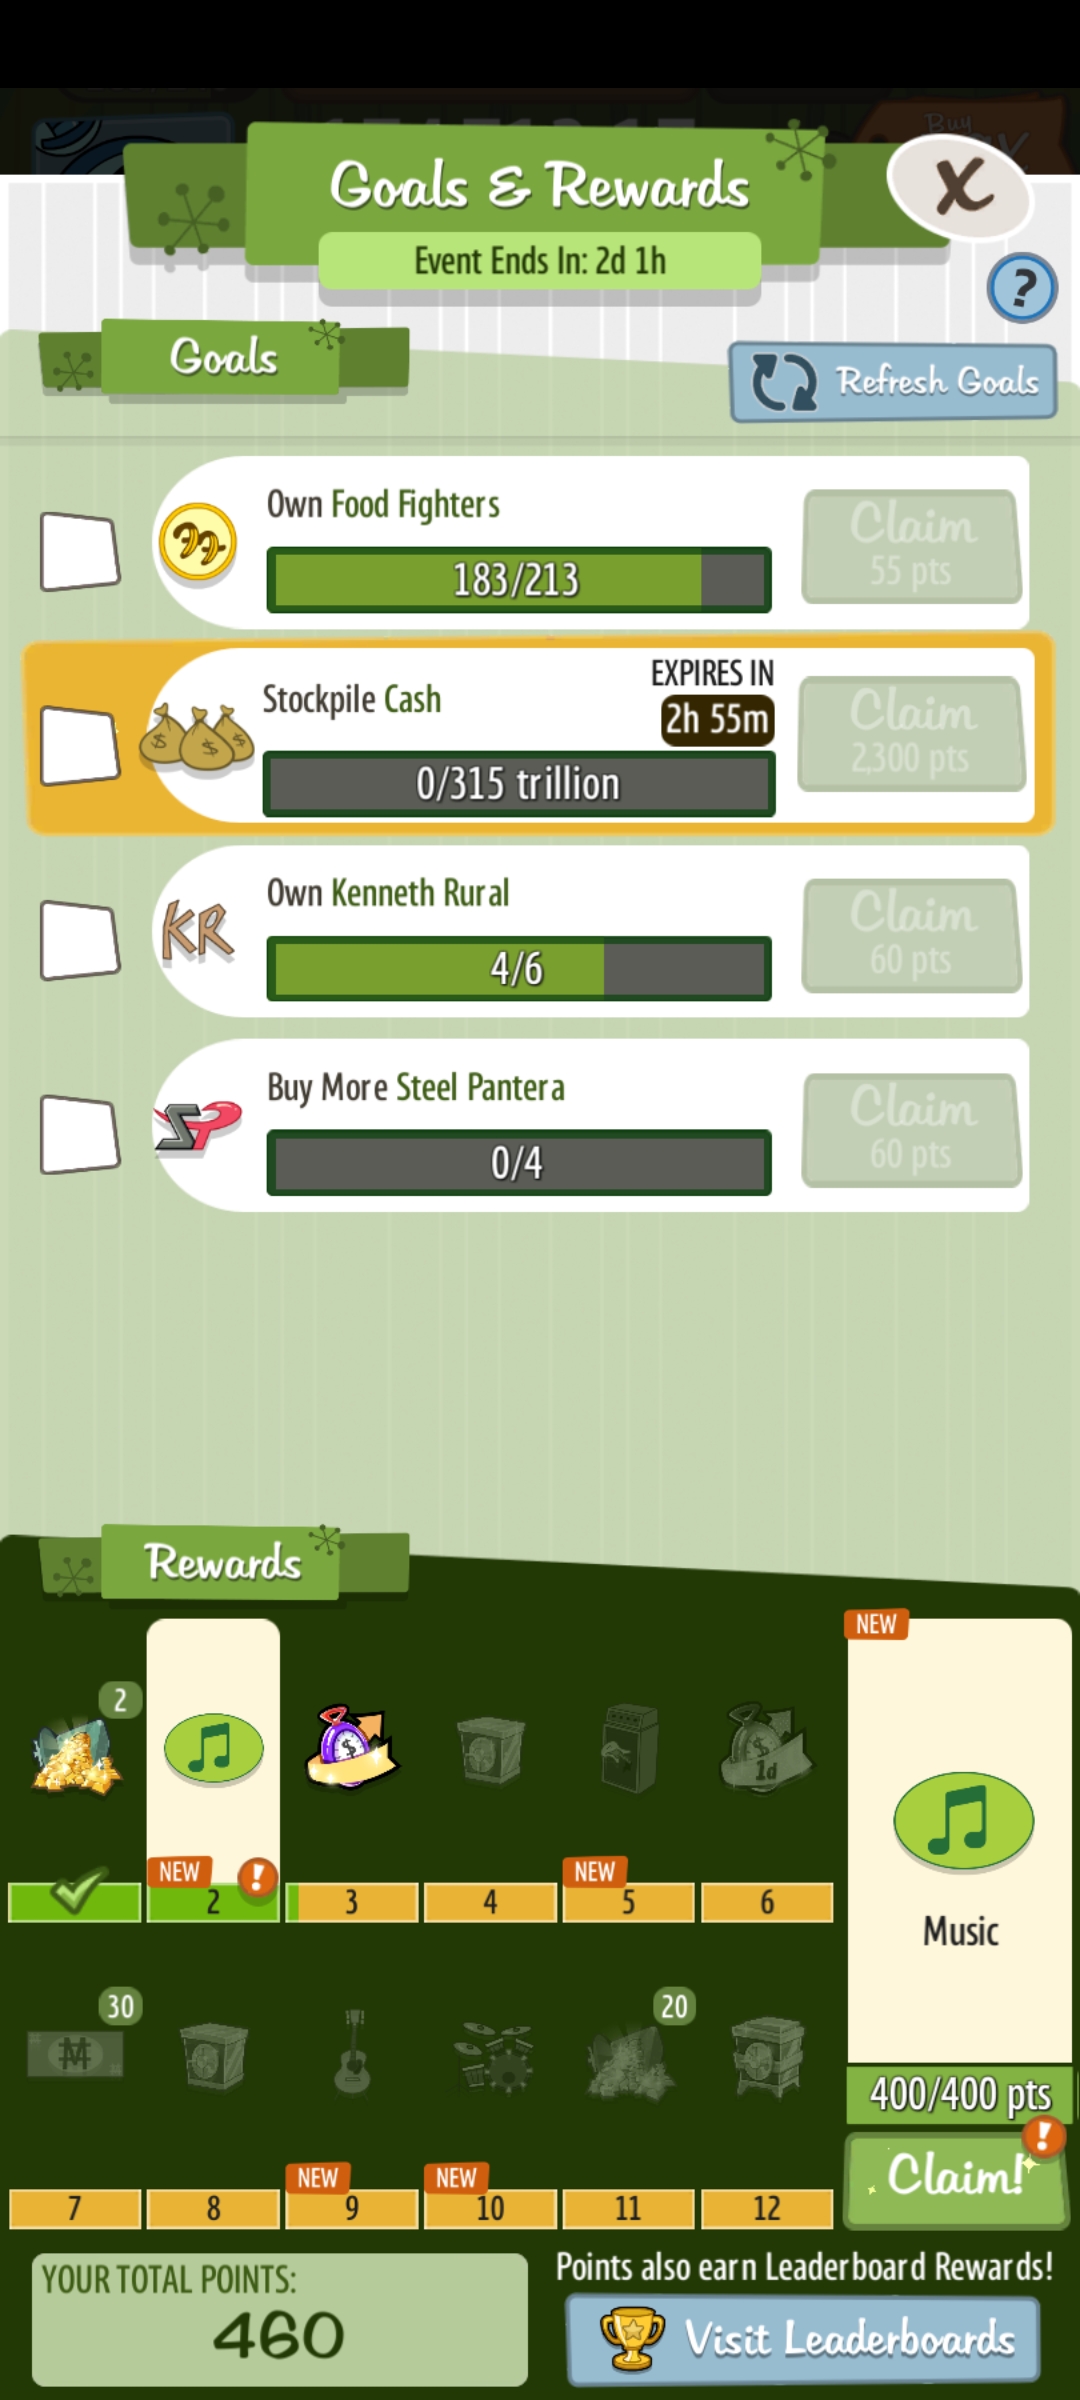 Buy
Goals & Rewards
X
Event Ends In: 2d 1h
?
Goals
Refresh Goals
Own Food Fighters
183/213
Claim
55 pts
Stockpile Cash
EXPIRES IN
2h 55m
0/315 trillion
Claim
2,300 pts
KR
Own Kenneth Rural
4/6
Claim
60 pts
SP
Buy More Steel Pantera
0/4
Claim
60 pts
Rewards
NEW
2
1d
Music
NEW
!
NEW
2
3
4
5
6
30
20
400/400 pts
!
Claim!
NEW
NEW
7
8
9
10
11
12
YOUR TOTAL POINTS:
460
Points also earn Leaderboard Rewards!
Visit Leaderboards